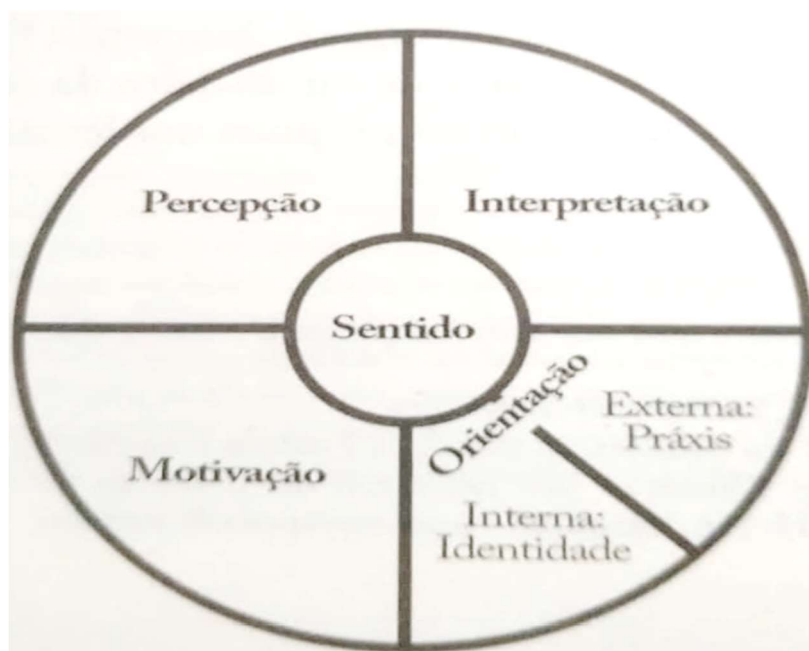 Percepção
Interpretação
Sentido
Motivação
Orientação
Externa:
Práxis
Interna:
Identidade